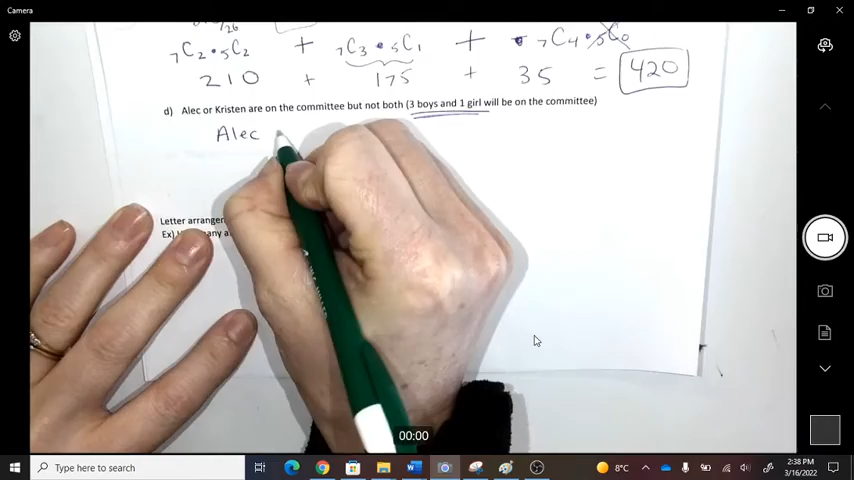 Camera
7C2 • 5C2 + 7C3 • 5C1 + 7C4 • 5C0
210 + 175 + 35 = 420
d) Alec or Kristen are on the committee but not both (3 boys and 1 girl will be on the committee)
Alec
Letter
Ex)
00:00
Type here to search
8°C
2:38 PM
3/16/2022